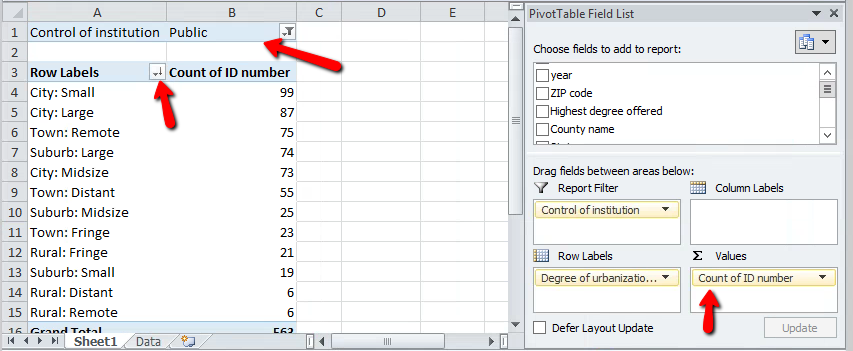 A B C D E
1 Control of institution Public
2
3 Row Labels Count of ID number
4 City: Small 99
5 City: Large 87
6 Town: Remote 75
7 Suburb: Large 74
8 City: Midsize 73
9 Town: Distant 55
10 Suburb: Midsize 25
11 Town: Fringe 23
12 Rural: Fringe 21
13 Suburb: Small 19
14 Rural: Distant 6
15 Rural: Remote 6
16 Grand Total 563
Sheet1 Data
PivotTable Field List
Choose fields to add to report:
year
ZIP code
Highest degree offered
County name
Drag fields between areas below:
Report Filter Column Labels
Control of institution
Row Labels Σ Values
Degree of urbanizatio... Count of ID number
Defer Layout Update Update